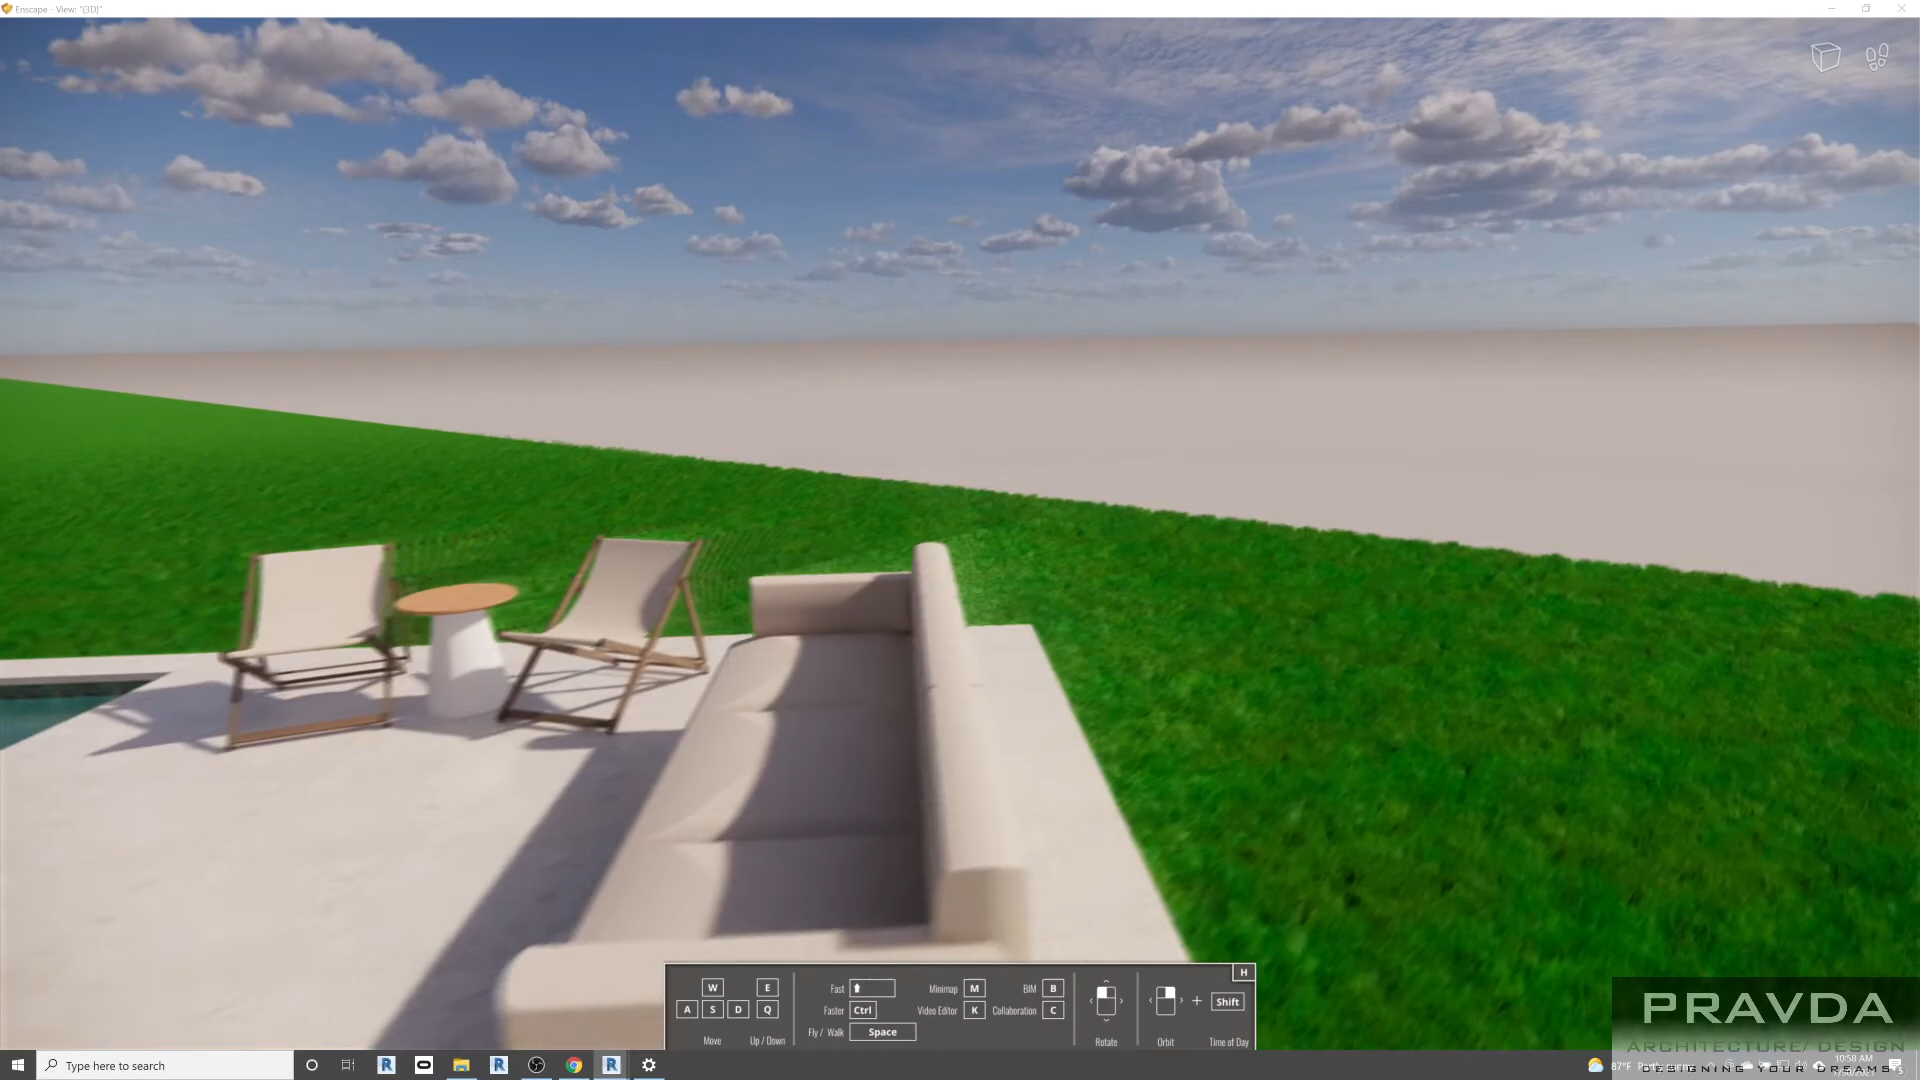 Enscape - View: "{3D}"
H
W E
A S D Q
Move Up / Down
Fast
Faster Ctrl
Fly / Walk Space
Minimap M
Video Editor K
BIM B
Collaboration C
Rotate
Orbit
+ Shift
Time of Day
PRAVDA
ARCHITECTURE/ DESIGN
DESIGNING YOUR DREAMS
Type here to search
R R R
87°F
10:58 AM